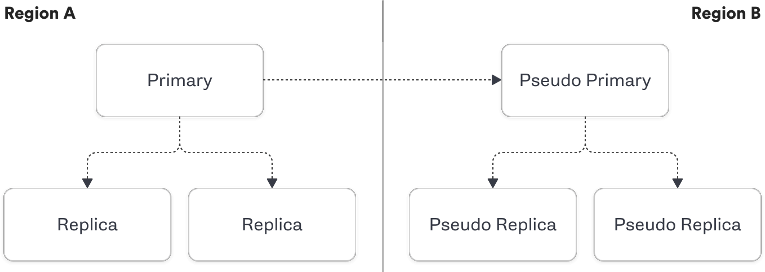 Region A
Region B
Primary
Pseudo Primary
Replica
Replica
Pseudo Replica
Pseudo Replica